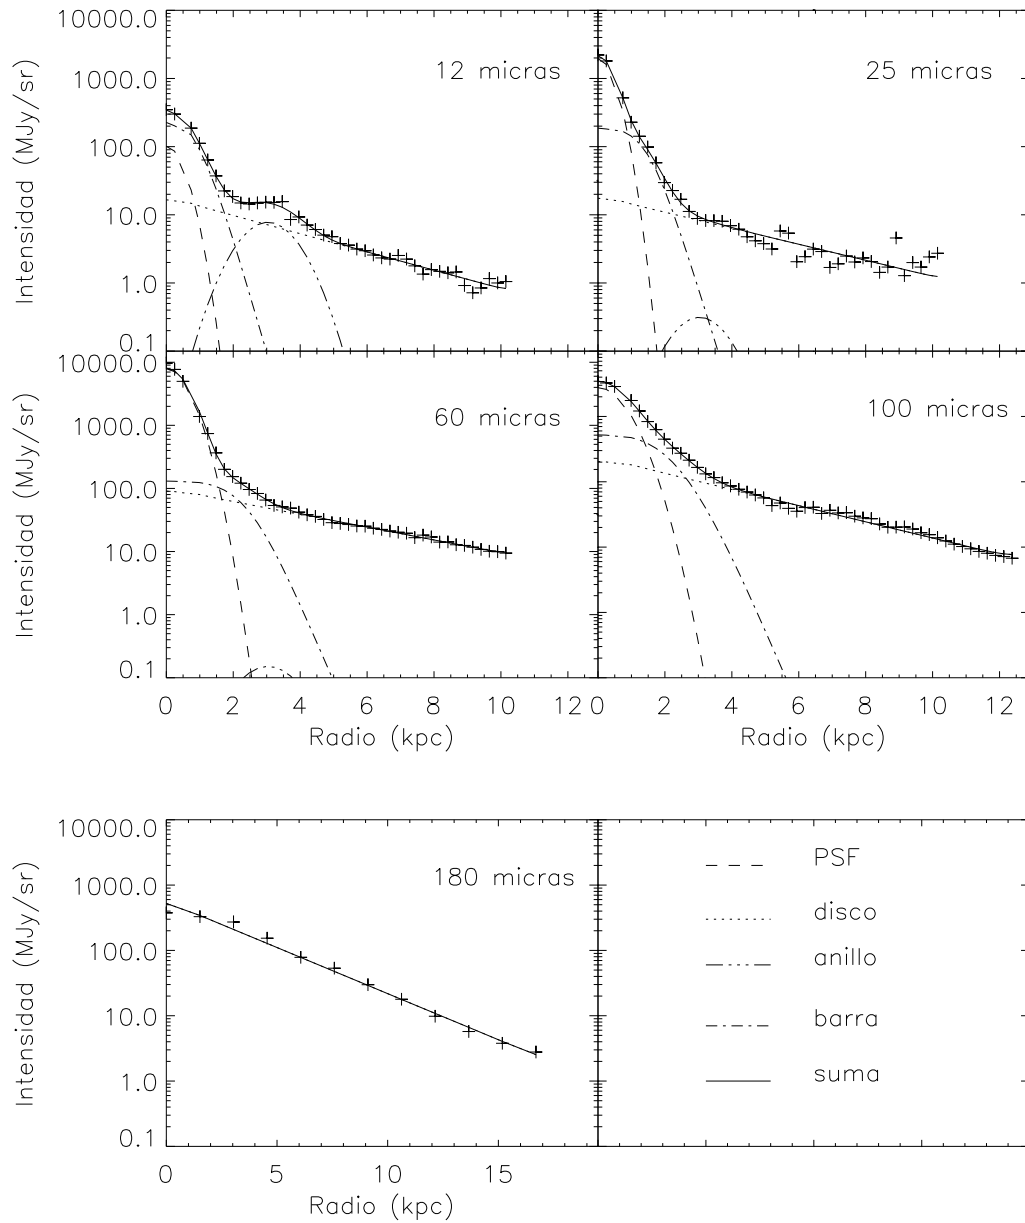 10000.0
1000.0
100.0
10.0
1.0
0.1
Intensidad (MJy/sr)
12 micras
25 micras
10000.0
1000.0
100.0
10.0
1.0
0.1
Intensidad (MJy/sr)
60 micras
100 micras
0 2 4 6 8 10 12
Radio (kpc)
0 2 4 6 8 10 12
Radio (kpc)
10000.0
1000.0
100.0
10.0
1.0
0.1
Intensidad (MJy/sr)
180 micras
0 5 10 15
Radio (kpc)
PSF
disco
anillo
barra
suma